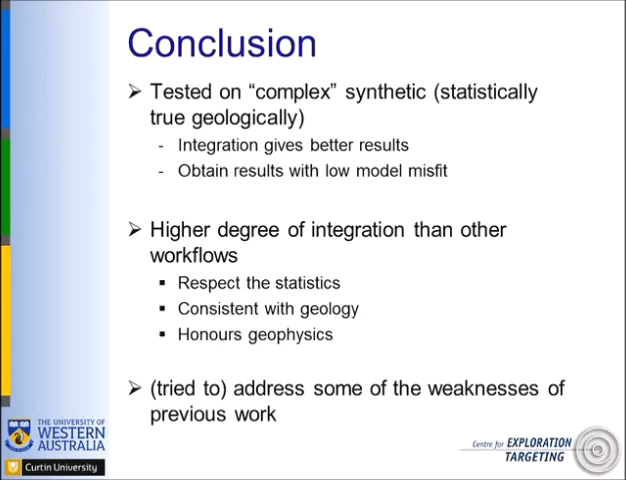 Conclusion
Tested on “complex” synthetic (statistically
true geologically)
- Integration gives better results
- Obtain results with low model misfit
Higher degree of integration than other
workflows
Respect the statistics
Consistent with geology
Honours geophysics
(tried to) address some of the weaknesses of
previous work
THE UNIVERSITY OF
WESTERN
AUSTRALIA
Curtin University
Centre for EXPLORATION
TARGETING